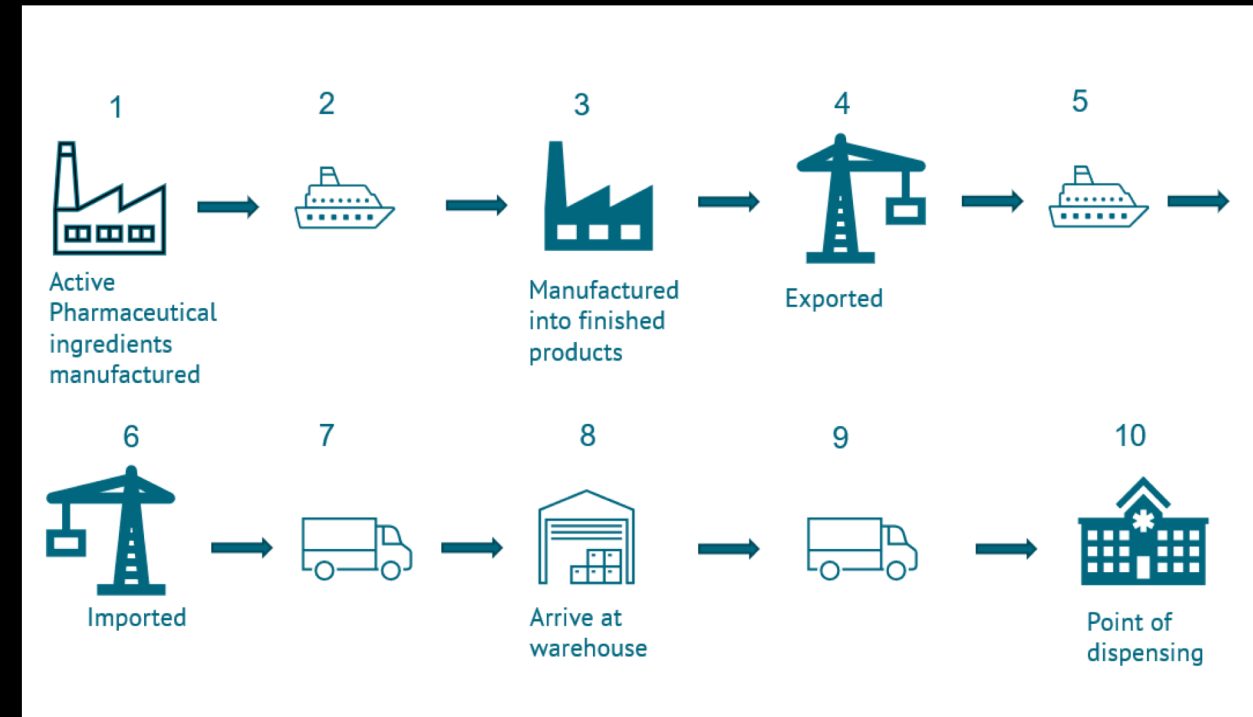 1
2
3
4
5
Active
Pharmaceutical
ingredients
manufactured
Manufactured
into finished
products
Exported
6
7
8
9
10
Imported
Arrive at
warehouse
Point of
dispensing